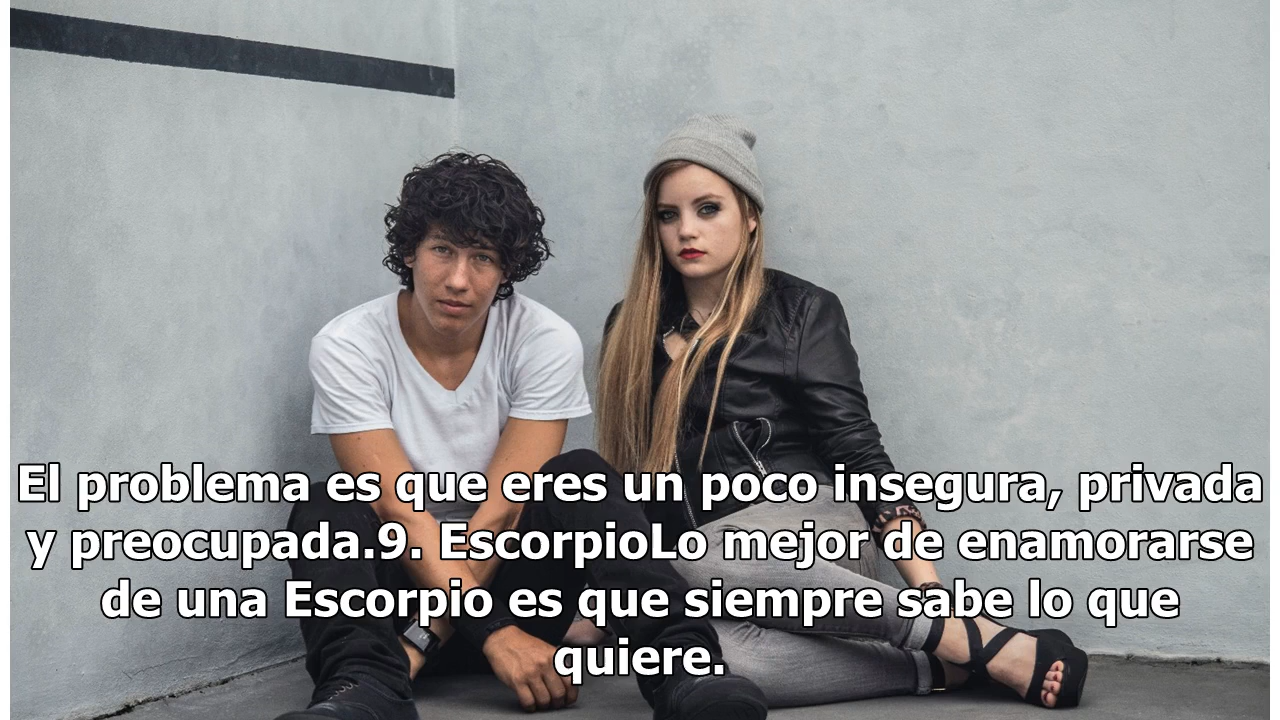 El problema es que eres un poco insegura, privada
y preocupada.9. EscorpioLo mejor de enamorarse
de una Escorpio es que siempre sabe lo que
quiere.